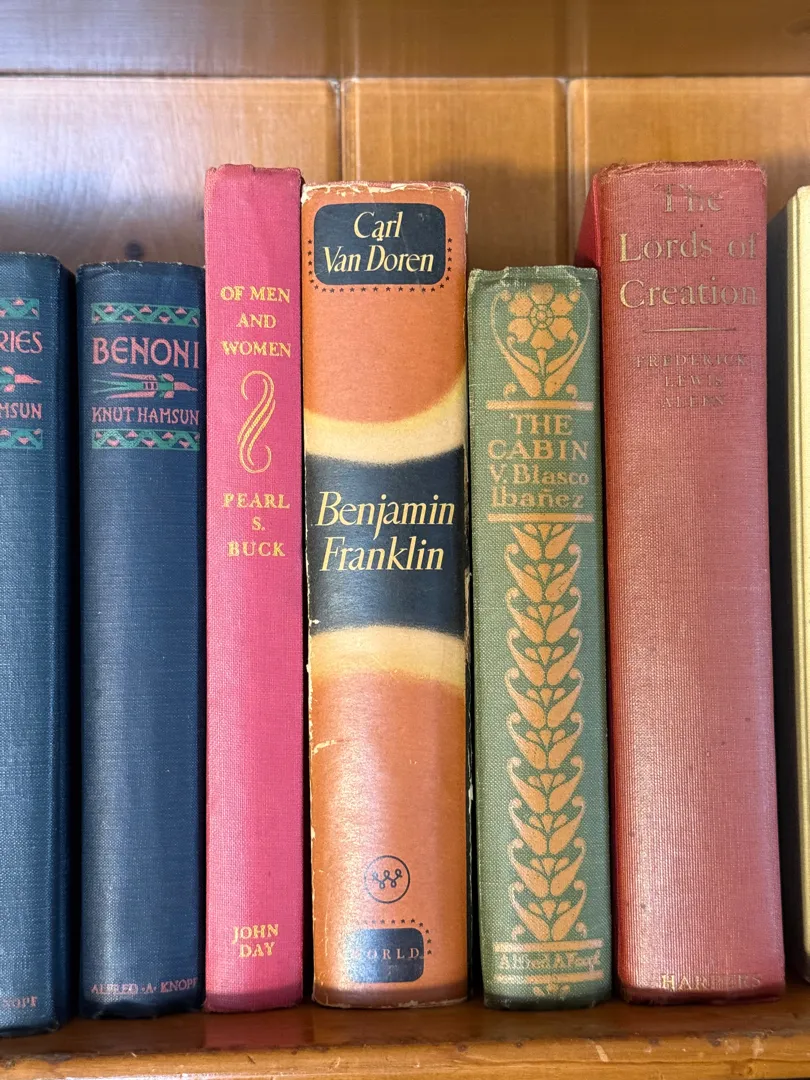 RIES
MSUN
KNOPF
BENONI
KNUT HAMSUN
ALFRED·A·KNOPF
OF MEN
AND
WOMEN
PEARL
S.
BUCK
JOHN
DAY
Carl
Van Doren
Benjamin
Franklin
WORLD
THE
CABIN
V. Blasco
Ibañez
Alfred A. Knopf
The
Lords of
Creation
FREDERICK
LEWIS
ALLEN
HARPERS